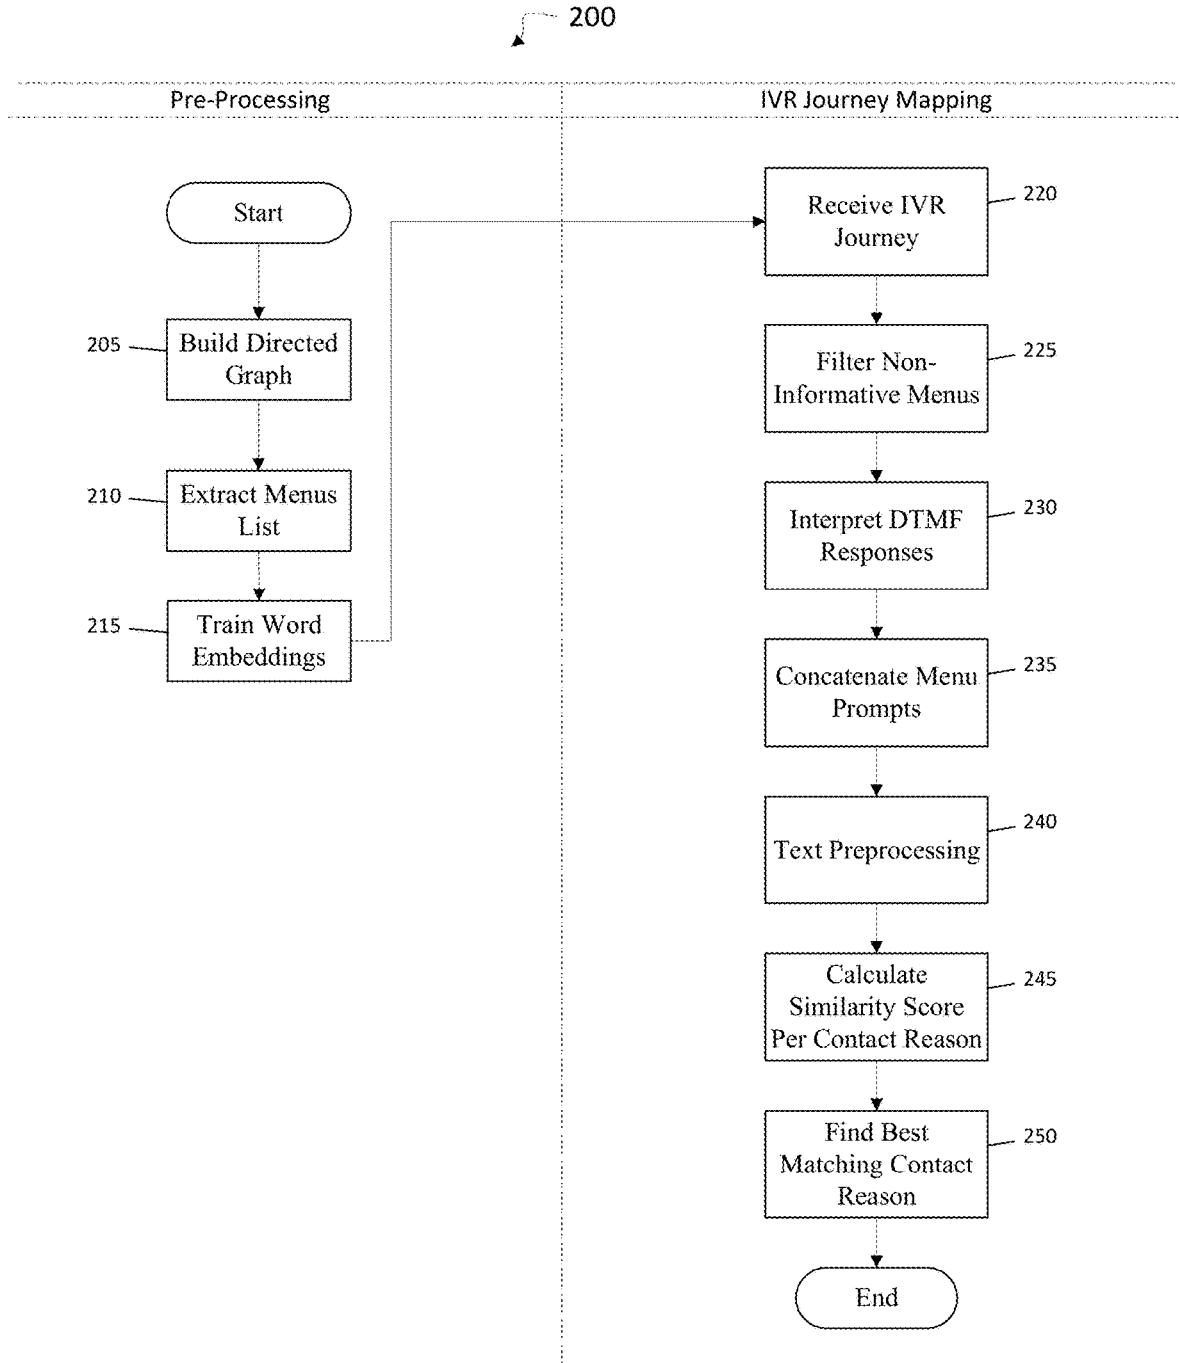 200
Pre-Processing
IVR Journey Mapping
Start
205
Build Directed
Graph
210
Extract Menus
List
215
Train Word
Embeddings
220
Receive IVR
Journey
225
Filter Non-
Informative Menus
230
Interpret DTMF
Responses
235
Concatenate Menu
Prompts
240
Text Preprocessing
245
Calculate
Similarity Score
Per Contact Reason
250
Find Best
Matching Contact
Reason
End